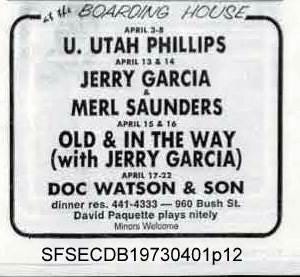 at the BOARDING HOUSE
APRIL 3-8
U. UTAH PHILLIPS
APRIL 13 & 14
JERRY GARCIA
&
MERL SAUNDERS
APRIL 15 & 16
OLD & IN THE WAY
(with JERRY GARCIA)
APRIL 17-22
DOC WATSON & SON
dinner res. 441-4333 — 960 Bush St.
David Paquette plays nitely
Minors Welcome
SFSECDB19730401p12